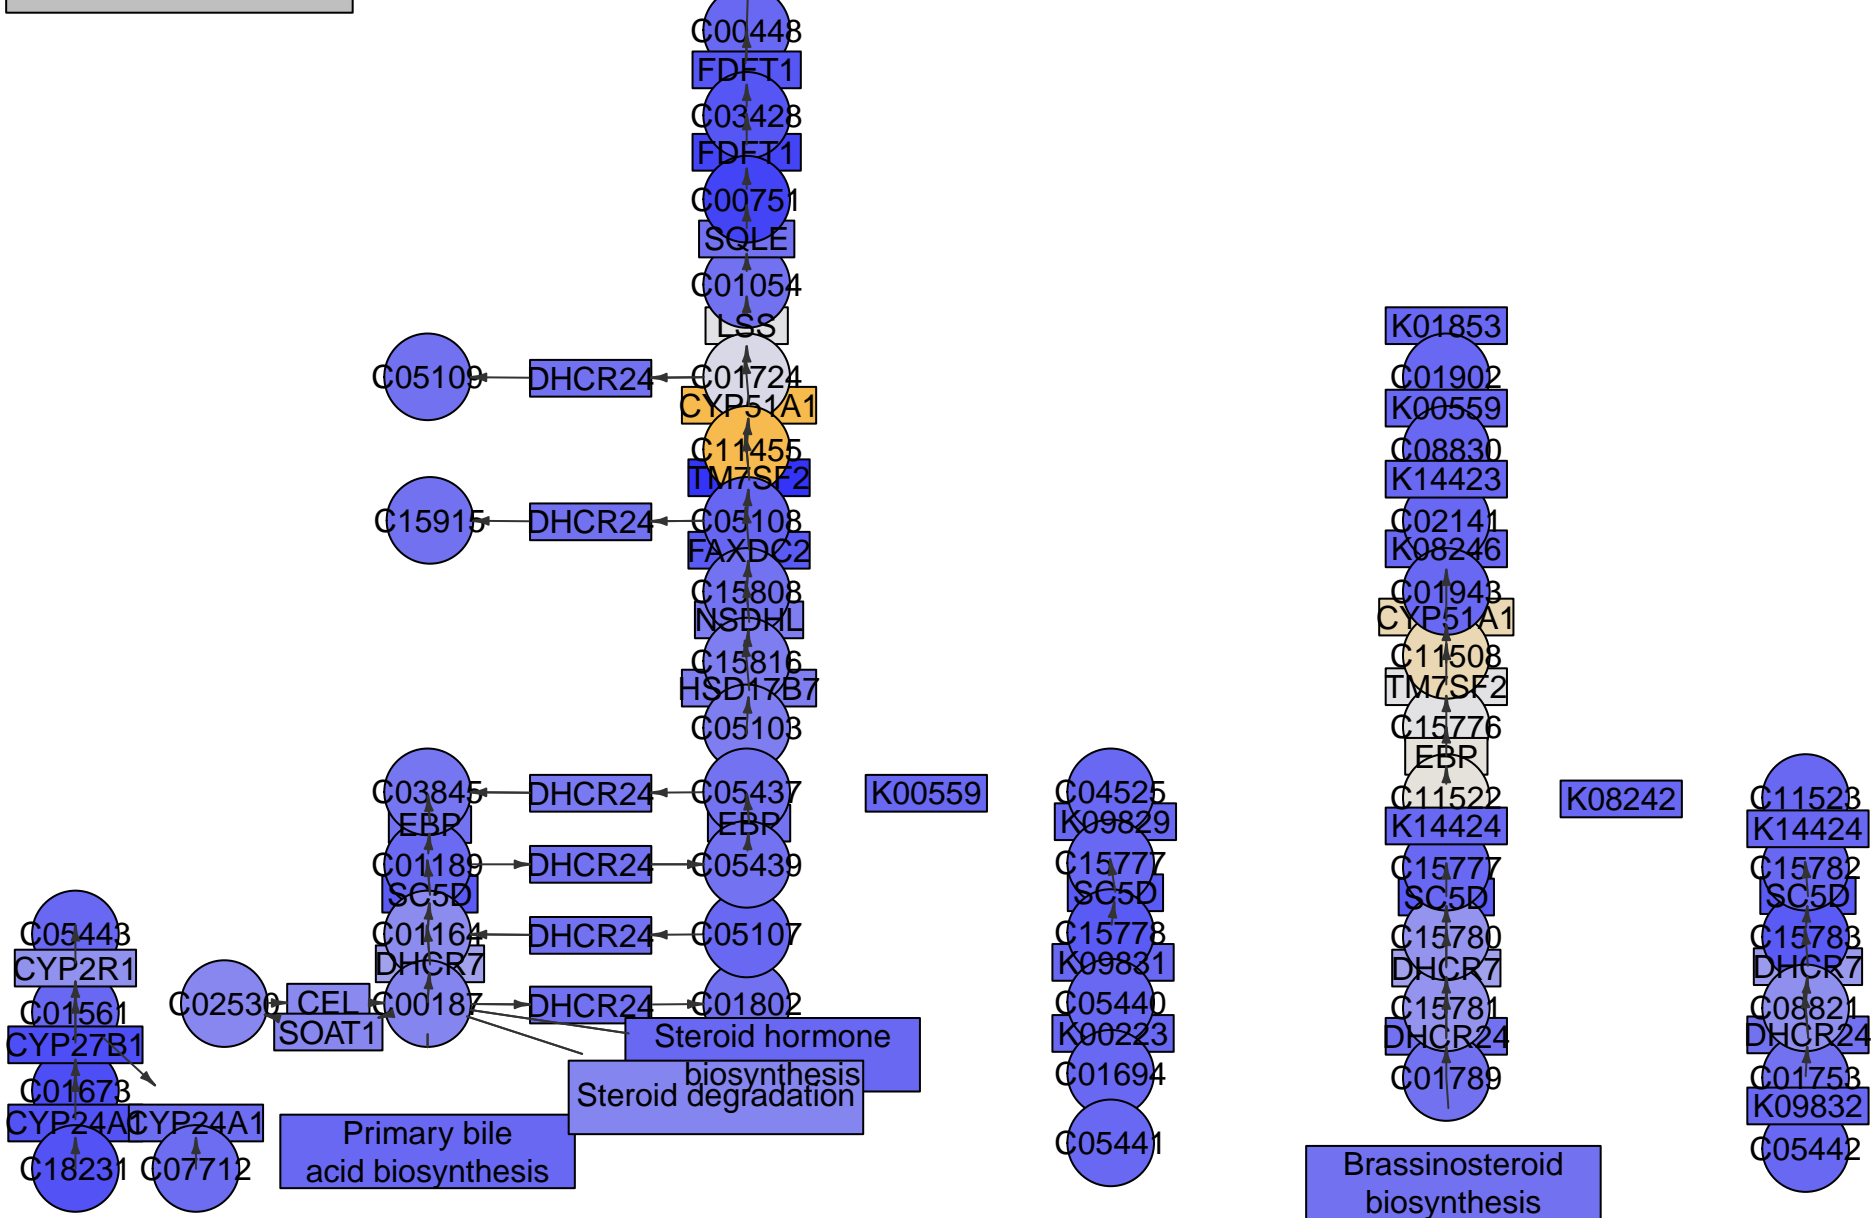 C00448
FDFT1
C03428
FDFT1
C00751
SQLE
C01054
LSS
C05109
DHCR24
C01724
CYP51A1
C11455
TM7SF2
C15915
DHCR24
C05108
FAXDC2
C15808
NSDHL
C15816
HSD17B7
C05103
C03845
DHCR24
C05437
EBP
EBP
C01189
DHCR24
C05439
SC5D
C01164
DHCR24
C05107
DHCR7
C02530
CEL
SOAT1
C00187
DHCR24
C01802
Steroid hormone
biosynthesis
Steroid degradation
Primary bile
acid biosynthesis
C05443
CYP2R1
C01561
CYP27B1
C01673
CYP24A1
CYP24A1
C18231
C07712
K00559
C04525
K09829
C15777
SC5D
C15778
K09831
C05440
K00223
C01694
C05441
K01853
C01902
K00559
C08830
K14423
C02141
K08246
C01943
CYP51A1
C11508
TM7SF2
C15776
EBP
C11522
K14424
C15777
SC5D
C15780
DHCR7
C15781
DHCR24
C01789
Brassinosteroid
biosynthesis
K08242
C11523
K14424
C15782
SC5D
C15783
DHCR7
C08821
DHCR24
C01753
K09832
C05442